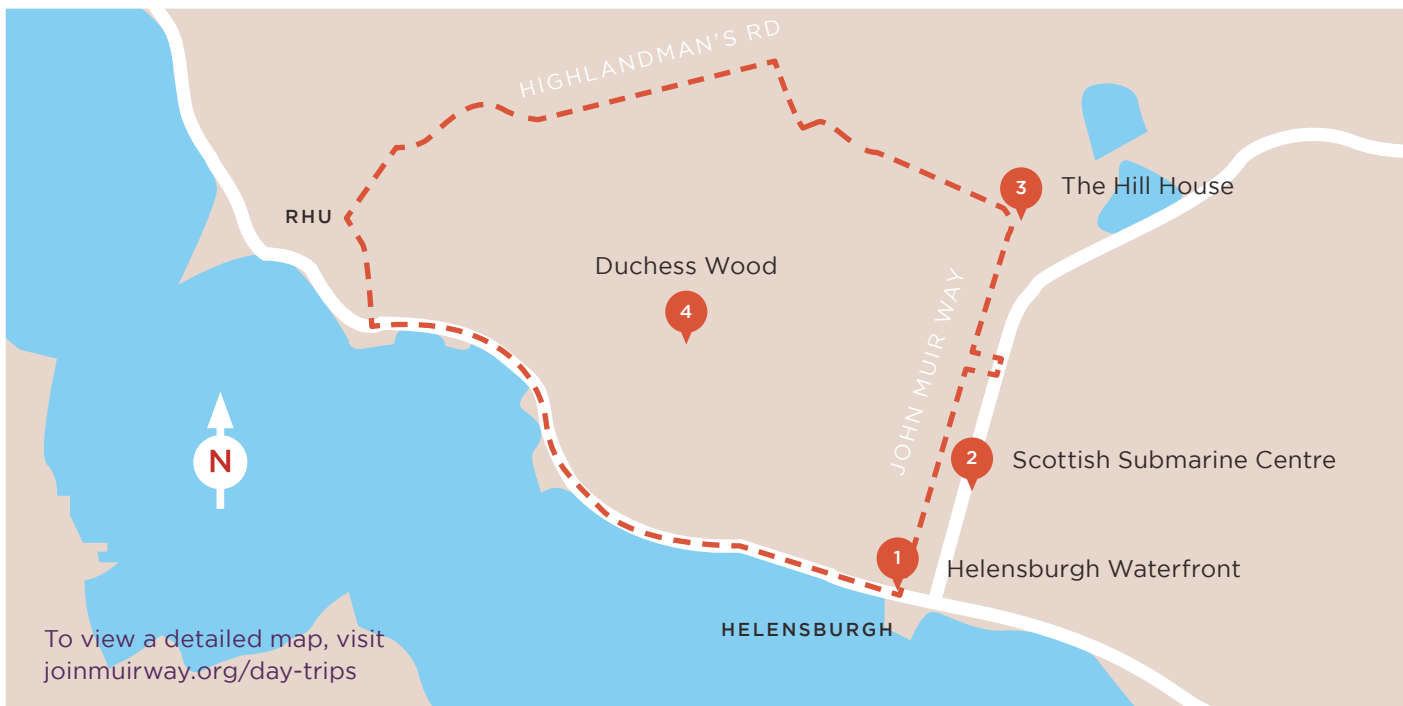 HIGHLANDMAN'S RD
3
The Hill House
RHU
Duchess Wood
4
JOHN MUIR WAY
N
2
Scottish Submarine Centre
1
Helensburgh Waterfront
HELENSBURGH
To view a detailed map, visit
joinmuirway.org/day-trips